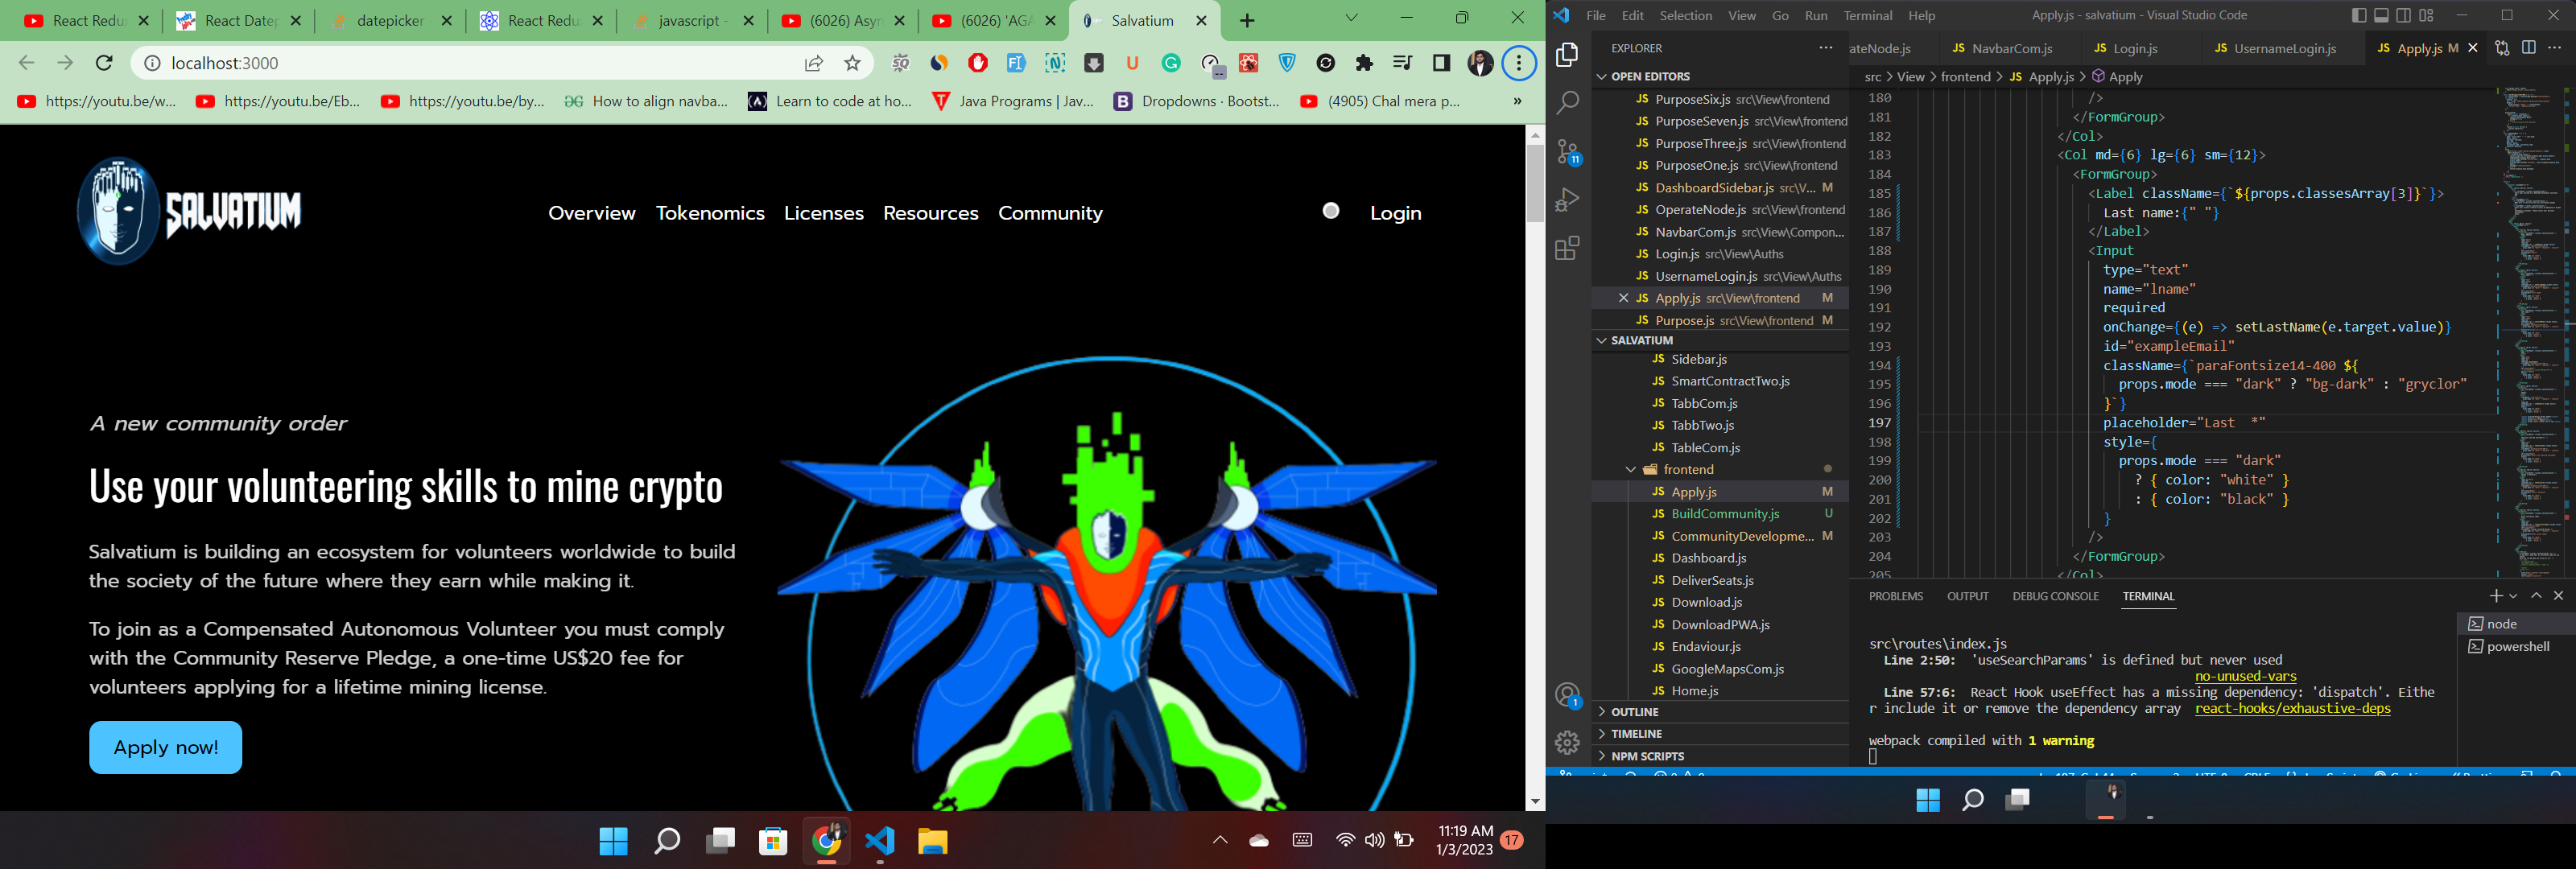 React Redu
React Datep
datepicker
React Redu
javascript -
(6026) Asyn
(6026) 'AGA
Salvatium
localhost:3000
https://youtu.be/w...
https://youtu.be/Eb...
https://youtu.be/by...
How to align navba...
Learn to code at ho...
Java Programs | Jav...
Dropdowns · Bootst...
(4905) Chal mera p...
»
SALVATIUM
Overview
Tokenomics
Licenses
Resources
Community
Login
A new community order
Use your volunteering skills to mine crypto
Salvatium is building an ecosystem for volunteers worldwide to build
the society of the future where they earn while making it.
To join as a Compensated Autonomous Volunteer you must comply
with the Community Reserve Pledge, a one-time US$20 fee for
volunteers applying for a lifetime mining license.
Apply now!
11:19 AM
1/3/2023
17
File Edit Selection View Go Run Terminal Help
Apply.js - salvatium - Visual Studio Code
EXPLORER
ateNode.js
JS NavbarCom.js
JS Login.js
JS UsernameLogin.js
JS Apply.js M
OPEN EDITORS
src > View > frontend > JS Apply.js > Apply
JS PurposeSix.js src\View\frontend
JS PurposeSeven.js src\View\frontend
JS PurposeThree.js src\View\frontend
JS PurposeOne.js src\View\frontend
JS DashboardSidebar.js src\V... M
JS OperateNode.js src\View\frontend
JS NavbarCom.js src\View\Compon...
JS Login.js src\View\Auths
JS UsernameLogin.js src\View\Auths
JS Apply.js src\View\frontend M
JS Purpose.js src\View\frontend M
SALVATIUM
JS Sidebar.js
JS SmartContractTwo.js
JS TabbCom.js
JS TabbTwo.js
JS TableCom.js
frontend
JS Apply.js M
JS BuildCommunity.js U
JS CommunityDevelopme... M
JS Dashboard.js
JS DeliverSeats.js
JS Download.js
JS DownloadPWA.js
JS Endaviour.js
JS GoogleMapsCom.js
JS Home.js
OUTLINE
TIMELINE
NPM SCRIPTS
11
1
180 />
181 </FormGroup>
182 </Col>
183 <Col md={6} lg={6} sm={12}>
184 <FormGroup>
185 <Label className={`${props.classesArray[3]}`}>
186 Last name:{" "}
187 </Label>
188 <Input
189 type="text"
190 name="lname"
191 required
192 onChange={(e) => setLastName(e.target.value)}
193 id="exampleEmail"
194 className={`paraFontsize14-400 ${
195 props.mode === "dark" ? "bg-dark" : "gryclor"
196 }`}
197 placeholder="Last  *"
198 style={
199 props.mode === "dark"
200 ? { color: "white" }
201 : { color: "black" }
202 }
203 />
204 </FormGroup>
205 </Col>
PROBLEMS OUTPUT DEBUG CONSOLE TERMINAL
node
powershell
src\routes\index.js
Line 2:50:  'useSearchParams' is defined but never used
no-unused-vars
Line 57:6:  React Hook useEffect has a missing dependency: 'dispatch'. Eithe
r include it or remove the dependency array  react-hooks/exhaustive-deps
webpack compiled with 1 warning